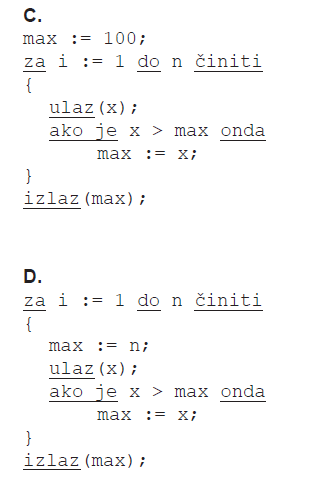 C.
max := 100;
za i := 1 do n činiti
{
ulaz(x);
ako je x > max onda
max := x;
}
izlaz(max);
D.
za i := 1 do n činiti
{
max := n;
ulaz(x);
ako je x > max onda
max := x;
}
izlaz(max);